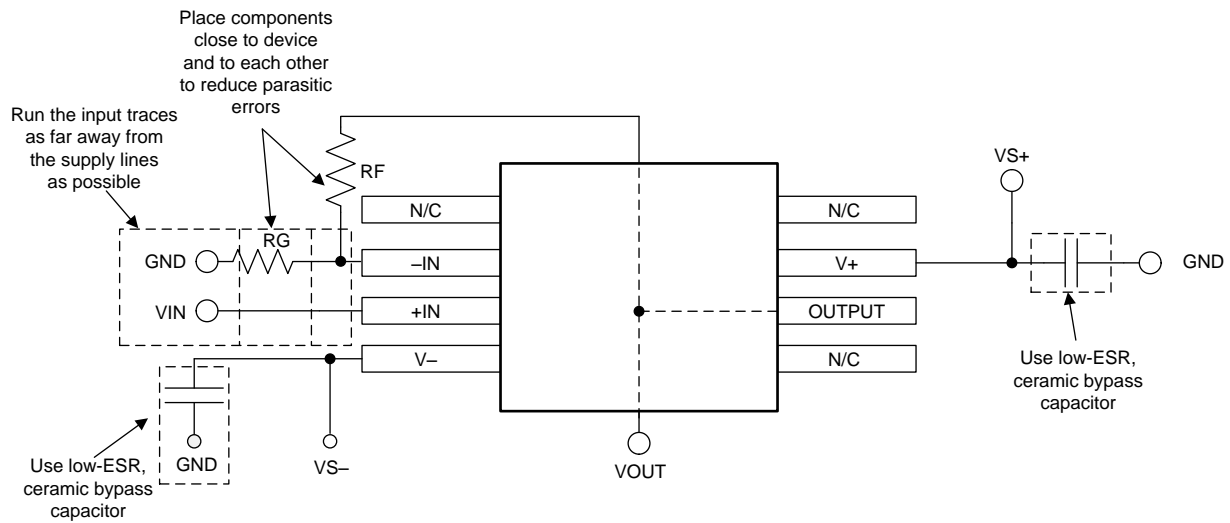 Place components
close to device
and to each other
to reduce parasitic
errors
Run the input traces
as far away from
the supply lines
as possible
RF
N/C
RG
GND
–IN
VIN
+IN
V–
GND
VS–
Use low-ESR,
ceramic bypass
capacitor
VOUT
VS+
N/C
V+
GND
OUTPUT
N/C
Use low-ESR,
ceramic bypass
capacitor